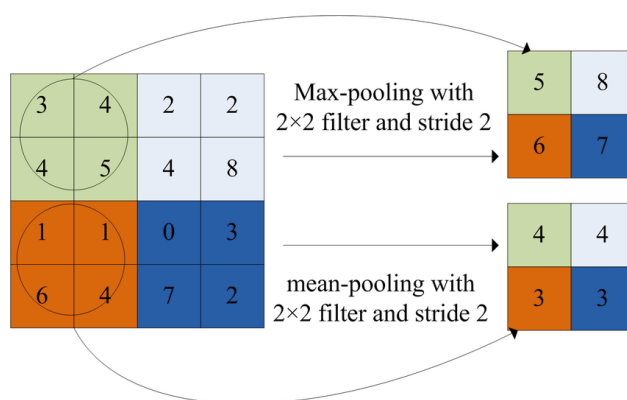 3 4 2 2
4 5 4 8
1 1 0 3
6 4 7 2
Max-pooling with
2×2 filter and stride 2
mean-pooling with
2×2 filter and stride 2
5 8
6 7
4 4
3 3